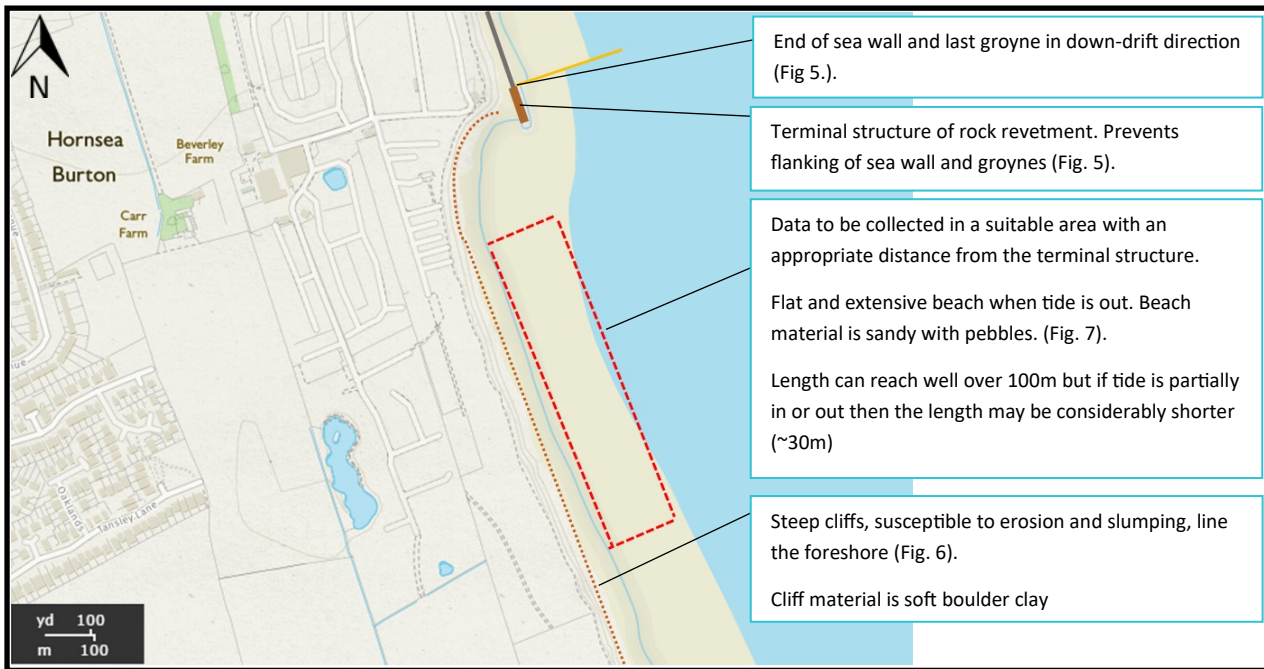 N
Hornsea
Burton
Beverley
Farm
Carr
Farm
Oaklands
Tansley Lane
yd 100
m 100
End of sea wall and last groyne in down-drift direction
(Fig 5.).
Terminal structure of rock revetment. Prevents
flanking of sea wall and groynes (Fig. 5).
Data to be collected in a suitable area with an
appropriate distance from the terminal structure.
Flat and extensive beach when tide is out. Beach
material is sandy with pebbles. (Fig. 7).
Length can reach well over 100m but if tide is partially
in or out then the length may be considerably shorter
(~30m)
Steep cliffs, susceptible to erosion and slumping, line
the foreshore (Fig. 6).
Cliff material is soft boulder clay